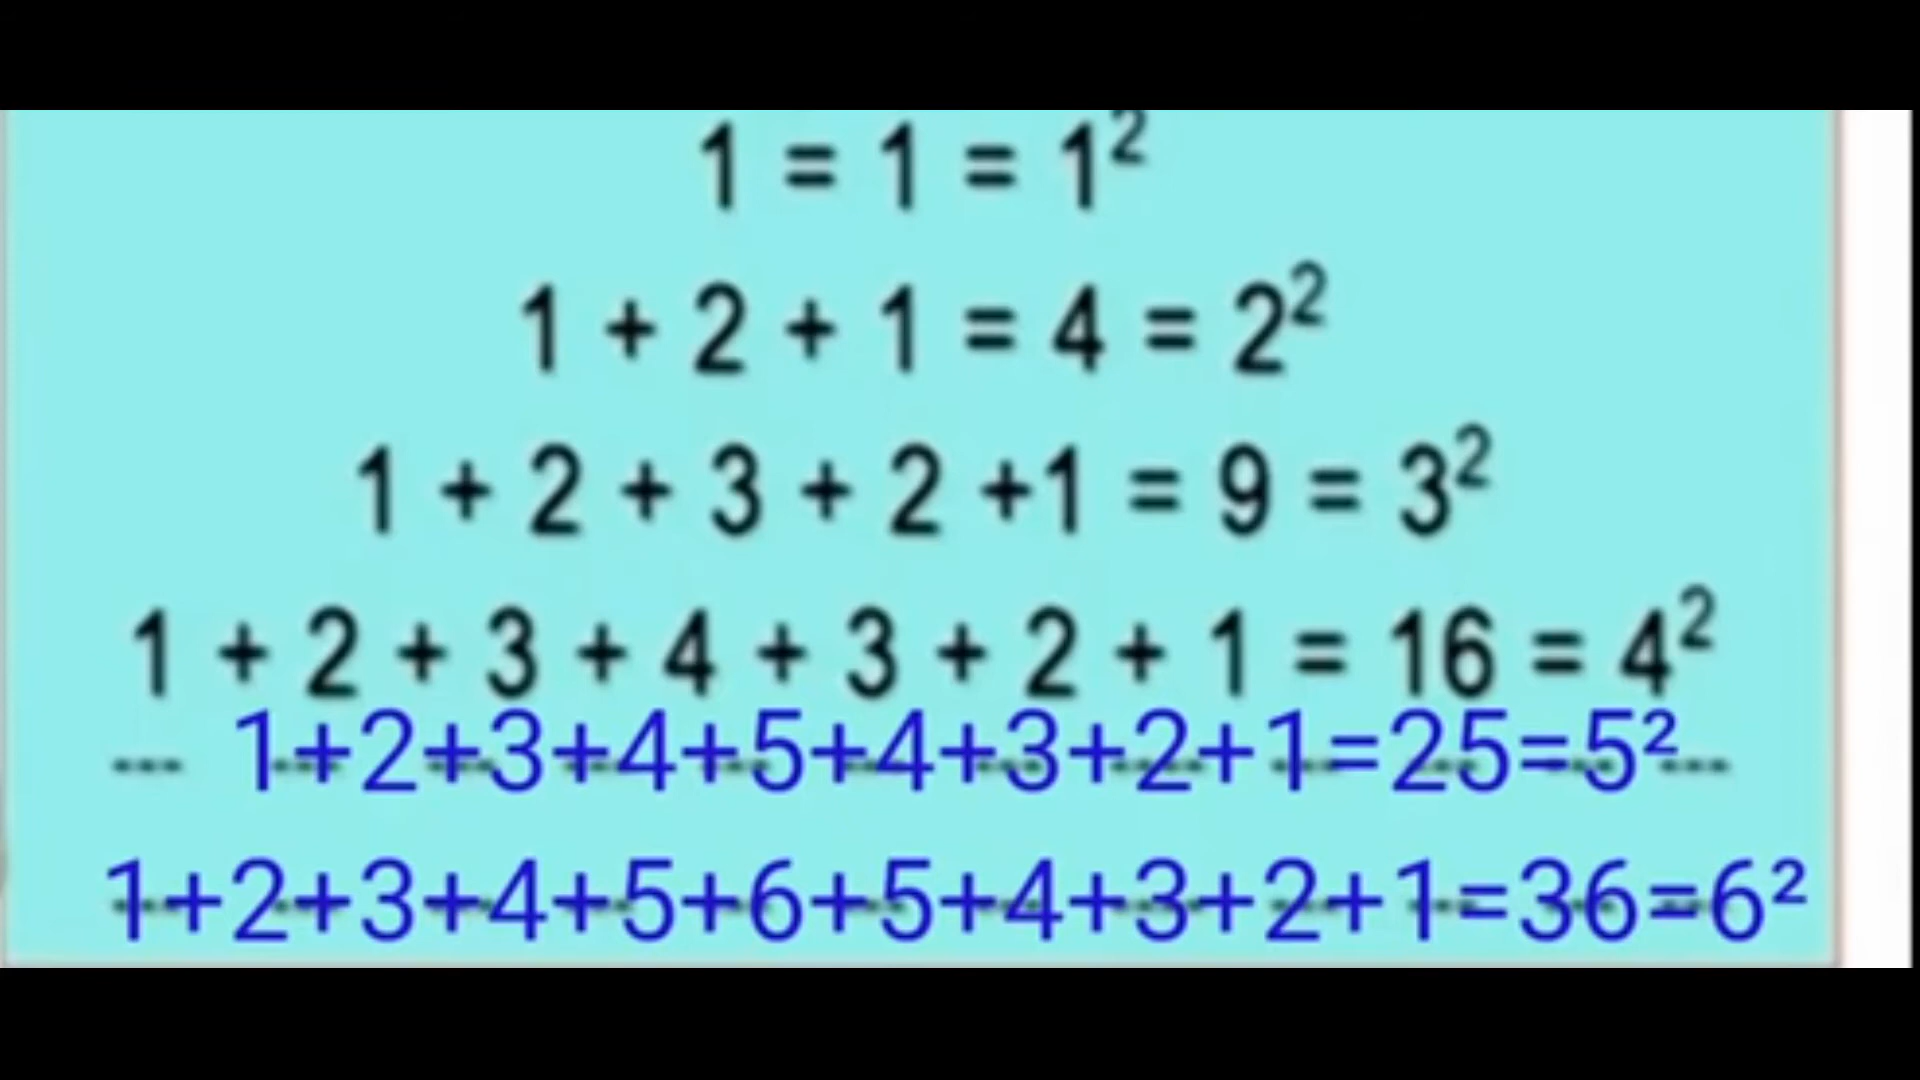 1 = 1 = 1²
1 + 2 + 1 = 4 = 2²
1 + 2 + 3 + 2 +1 = 9 = 3²
1 + 2 + 3 + 4 + 3 + 2 + 1 = 16 = 4²
1+2+3+4+5+4+3+2+1=25=5²
1+2+3+4+5+6+5+4+3+2+1=36=6²